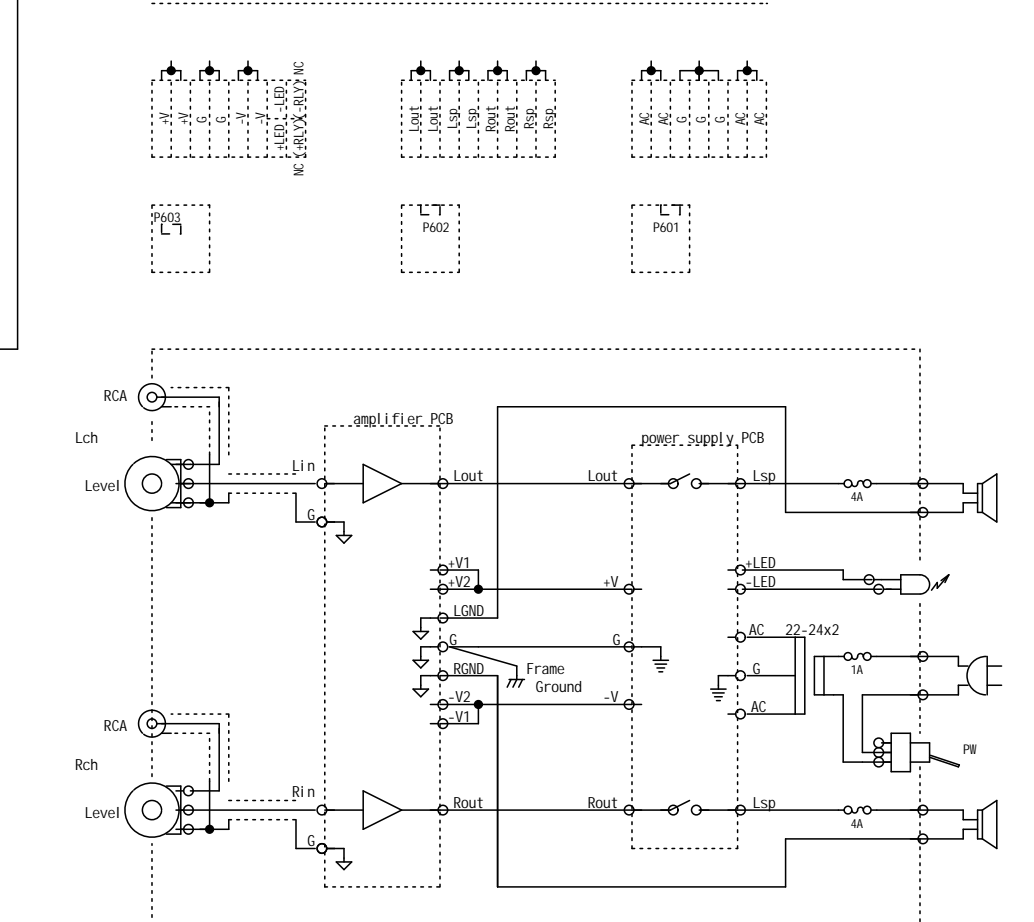 +V +V G G -V -V +LED -LED NC (+RLY)(-RLY) NC
Lout Lout Lsp Lsp Rout Rout Rsp Rsp
AC AC G G G AC AC
P603
P602
P601
RCA
amplifier PCB
Lch
power supply PCB
Lin
Lout
Lout
Lsp
Level
4A
G
+V1
+LED
+V2
+V
-LED
LGND
AC 22-24x2
G
G
RGND
Frame
Ground
G
1A
-V2
-V
AC
-V1
RCA
PW
Rch
Rin
Rout
Rout
Lsp
Level
4A
G